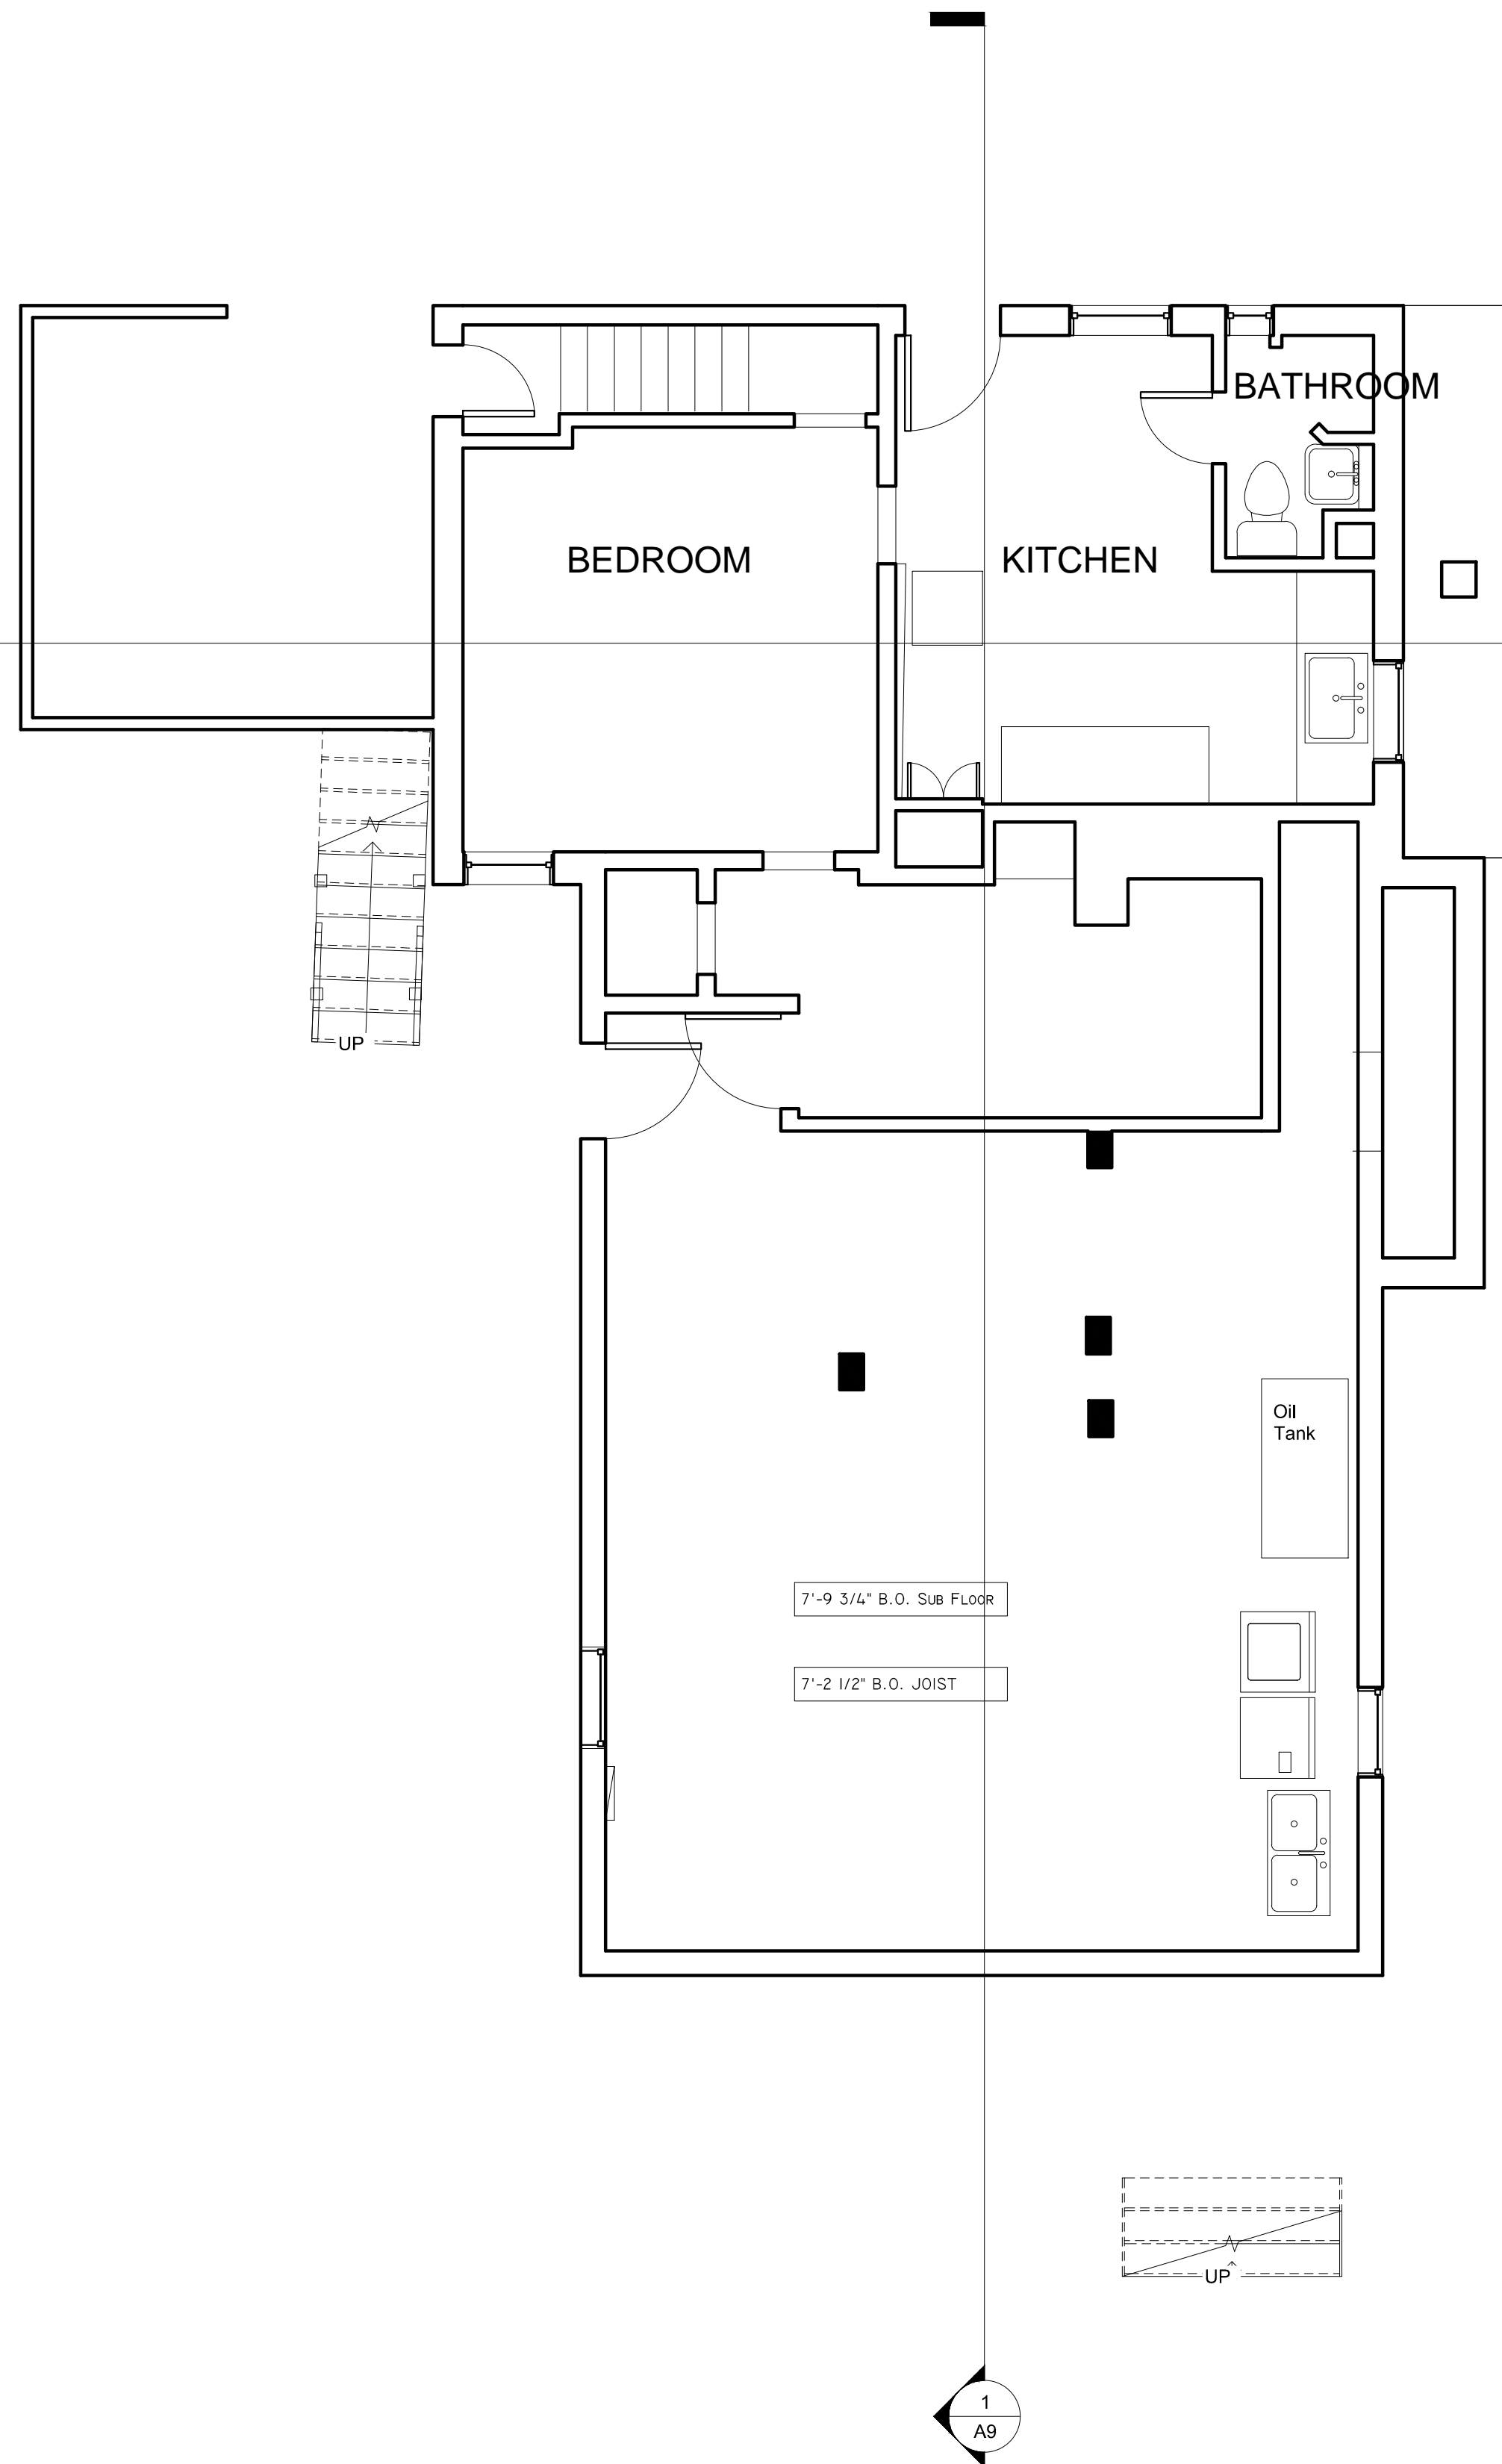 BATHROOM
BEDROOM
KITCHEN
UP
Oil
Tank
7'-9 3/4" B.O. SUB FLOOR
7'-2 1/2" B.O. JOIST
UP
1
A9